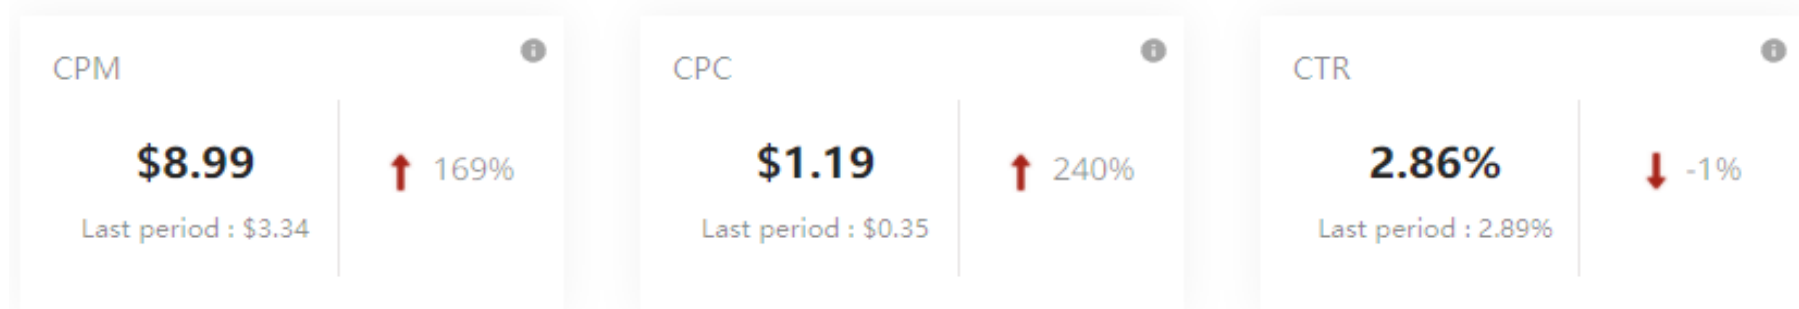 CPM
$8.99
169%
Last period : $3.34
CPC
$1.19
240%
Last period : $0.35
CTR
2.86%
-1%
Last period : 2.89%